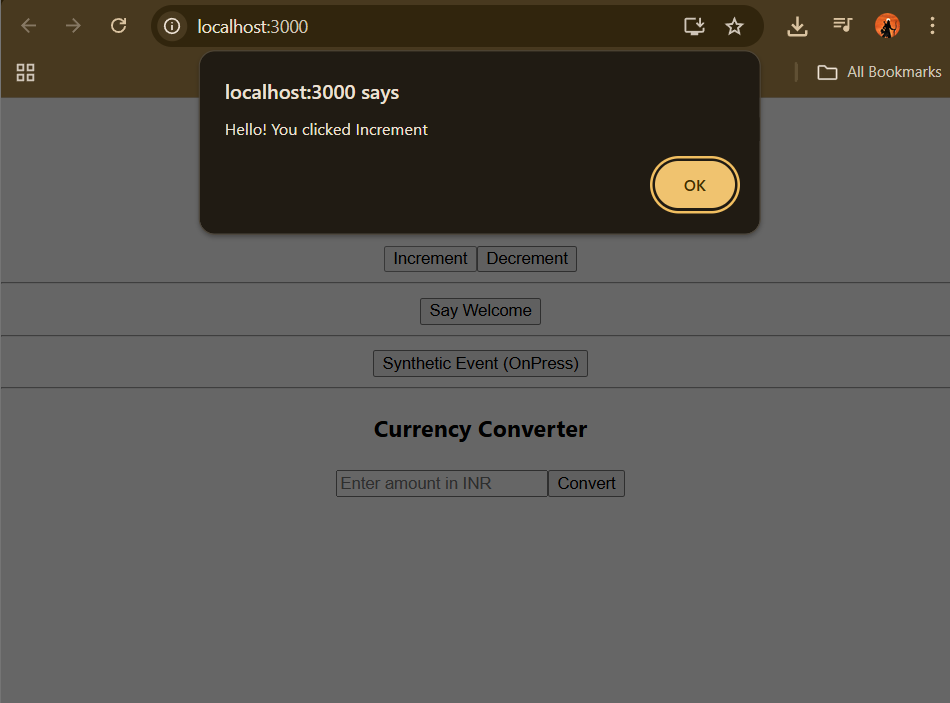 localhost:3000
All Bookmarks
localhost:3000 says
Hello! You clicked Increment
OK
Increment Decrement
Say Welcome
Synthetic Event (OnPress)
Currency Converter
Enter amount in INR Convert